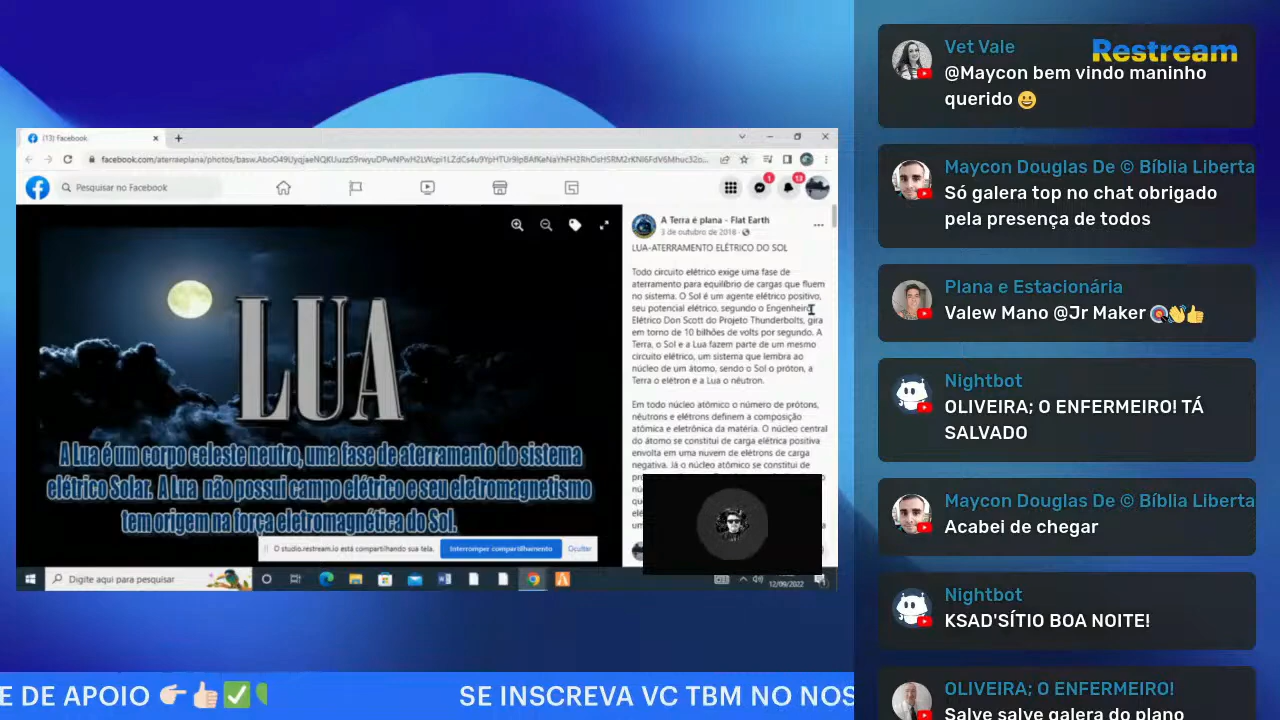 Vet Vale
Restream
@Maycon bem vindo maninho
querido
Maycon Douglas De © Bíblia Liberta
Só galera top no chat obrigado
pela presença de todos
Plana e Estacionária
Valew Mano @Jr Maker
Nightbot
OLIVEIRA; O ENFERMEIRO! TÁ
SALVADO
Maycon Douglas De © Bíblia Liberta
Acabei de chegar
Nightbot
KSAD'SÍTIO BOA NOITE!
OLIVEIRA; O ENFERMEIRO!
Salve salve galera do plano
(13) Facebook
Pesquisar no Facebook
1
13
A Terra é plana - Flat Earth
3 de outubro de 2018
LUA-ATERRAMENTO ELÉTRICO DO SOL
Todo circuito elétrico exige uma fase de
aterramento para equilíbrio de cargas que fluem
no sistema. O Sol é um agente elétrico positivo,
seu potencial elétrico, segundo o Engenheiro
Elétrico Don Scott do Projeto Thunderbolts, gira
em torno de 10 bilhões de volts por segundo. A
Terra, o Sol e a Lua fazem parte de um mesmo
circuito elétrico, um sistema que lembra ao
núcleo de um átomo, sendo o Sol o próton, a
Terra o elétron e a Lua o nêutron.
Em todo núcleo atômico o número de prótons,
nêutrons e elétrons definem a composição
atômica e eletrônica da matéria. O núcleo central
do átomo se constitui de carga elétrica positiva
envolta em uma nuvem de elétrons de carga
negativa. Já o núcleo atômico se constitui de
LUA
A Lua é um corpo celeste neutro, uma fase de aterramento do sistema
elétrico Solar. A Lua não possui campo elétrico e seu eletromagnetismo
tem origem na força eletromagnética do Sol.
O studio.restream.io está compartilhando sua tela.
Interromper compartilhamento
Ocultar
Digite aqui para pesquisar
12/09/2022
E DE APOIO
SE INSCREVA VC TBM NO NOS